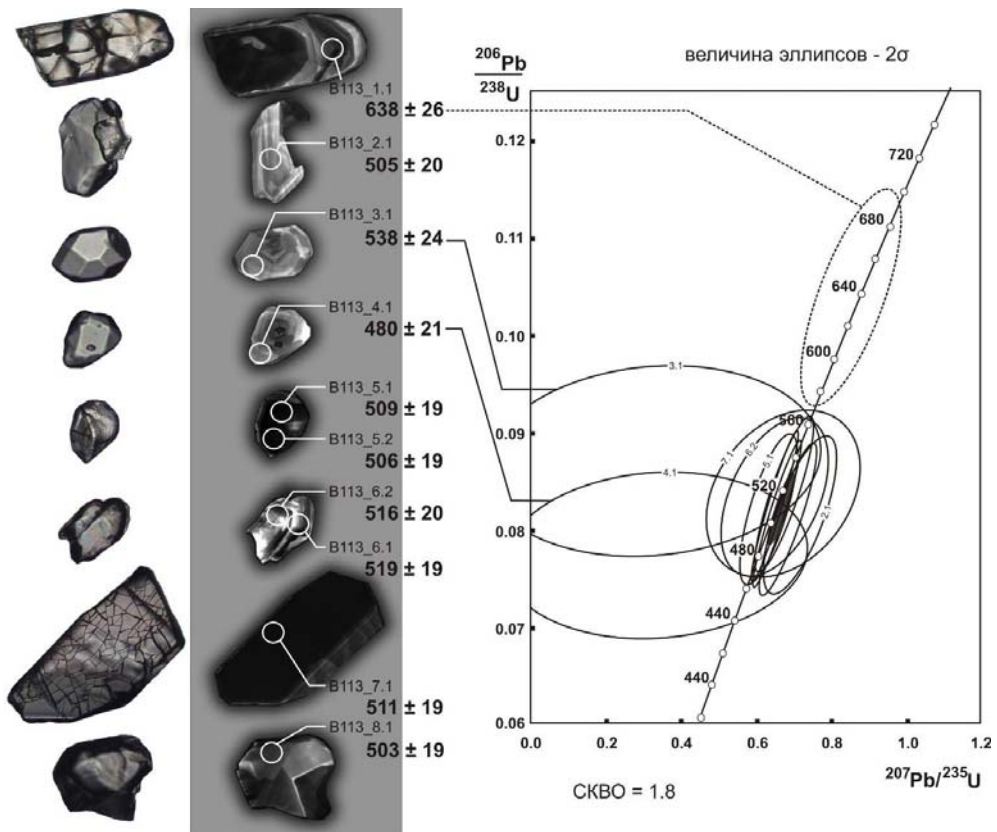 B113_1.1
638 ± 26
B113_2.1
505 ± 20
B113_3.1
538 ± 24
B113_4.1
480 ± 21
B113_5.1
509 ± 19
B113_5.2
506 ± 19
B113_6.2
516 ± 20
B113_6.1
519 ± 19
B113_7.1
511 ± 19
B113_8.1
503 ± 19
величина эллипсов - 2σ
206Pb
238U
0.12
0.11
0.10
0.09
0.08
0.07
0.06
0.0
0.2
0.4
0.6
0.8
1.0
1.2
207Pb/235U
720
680
640
600
560
520
480
440
440
3.1
7.1
6.2
5.1
4.1
2.1
СКВО = 1.8